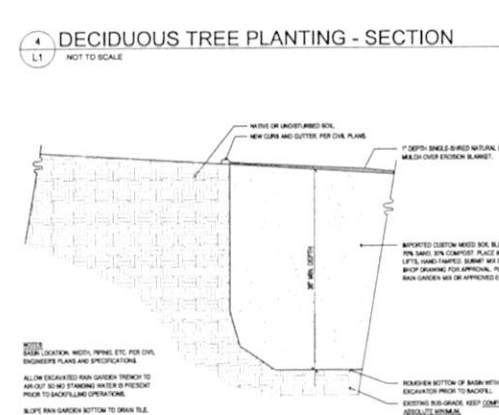 4 DECIDUOUS TREE PLANTING - SECTION
L1 NOT TO SCALE
NATIVE OR UNDISTURBED SOIL.
NEW CURB AND GUTTER, PER CIVIL PLANS.
1" DEPTH SINGLE-SHRED NATURAL
MULCH OVER EROSION BLANKET.
IMPORTED CUSTOM MIXED SOIL
70% SAND, 30% COMPOST. PLACE
LIFTS, HAND-TAMPED. SUBMIT MIX
SHOP DRAWING FOR APPROVAL.
RAIN GARDEN MIX OR APPROVED
MIN. DEPTH
NOTES:
BASIN LOCATION, WIDTH, PIPING, ETC. PER CIVIL
ENGINEER'S PLANS AND SPECIFICATIONS.
ALLOW EXCAVATED RAIN GARDEN TRENCH TO
AIR-OUT SO NO STANDING WATER IS PRESENT
PRIOR TO BACKFILLING OPERATIONS.
SLOPE RAIN GARDEN BOTTOM TO DRAIN TILE.
ROUGHEN BOTTOM OF BASIN WITH
EXCAVATOR PRIOR TO BACKFILL.
EXISTING SUB-GRADE. KEEP
ABSOLUTE MINIMUM.